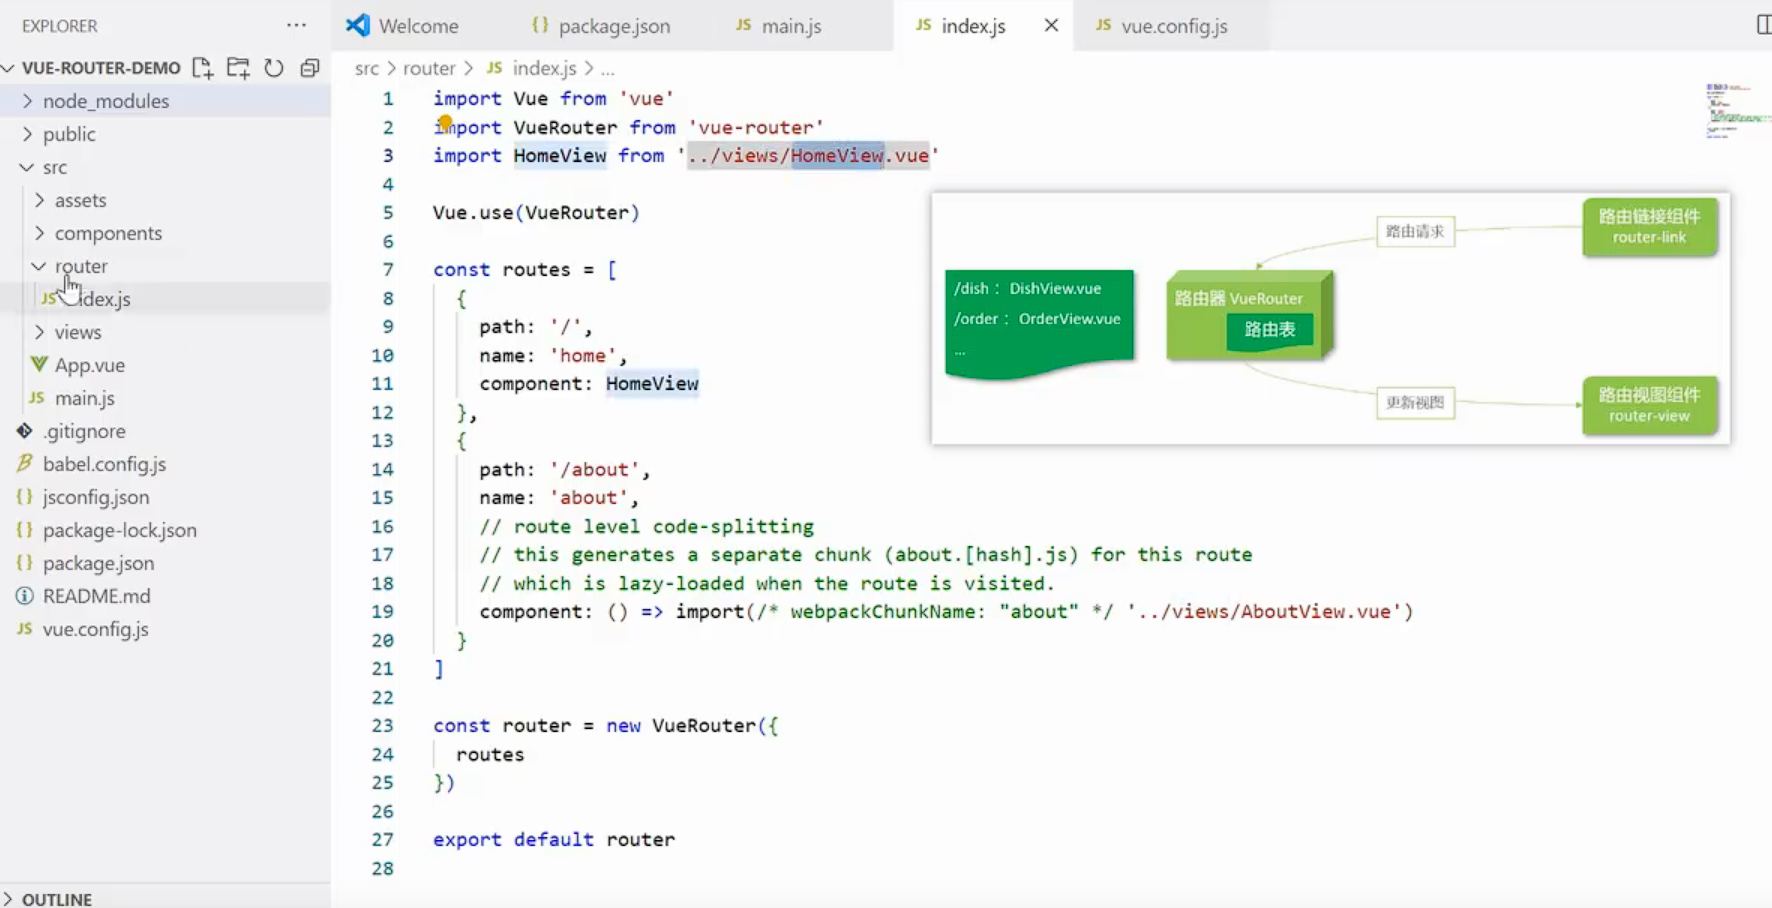 EXPLORER
VUE-ROUTER-DEMO
node_modules
public
src
assets
components
router
index.js
views
App.vue
main.js
.gitignore
babel.config.js
jsconfig.json
package-lock.json
package.json
README.md
vue.config.js
OUTLINE
Welcome
package.json
main.js
index.js
vue.config.js
src > router > JS index.js > ...
1 import Vue from 'vue'
2 import VueRouter from 'vue-router'
3 import HomeView from '../views/HomeView.vue'
4
5 Vue.use(VueRouter)
6
7 const routes = [
8 {
9 path: '/',
10 name: 'home',
11 component: HomeView
12 },
13 {
14 path: '/about',
15 name: 'about',
16 // route level code-splitting
17 // this generates a separate chunk (about.[hash].js) for this route
18 // which is lazy-loaded when the route is visited.
19 component: () => import(/* webpackChunkName: "about" */ '../views/AboutView.vue')
20 }
21 ]
22
23 const router = new VueRouter({
24 routes
25 })
26
27 export default router
28
/dish： DishView.vue
/order： OrderView.vue
...
路由器 VueRouter
路由表
路由请求
更新视图
路由链接组件
router-link
路由视图组件
router-view